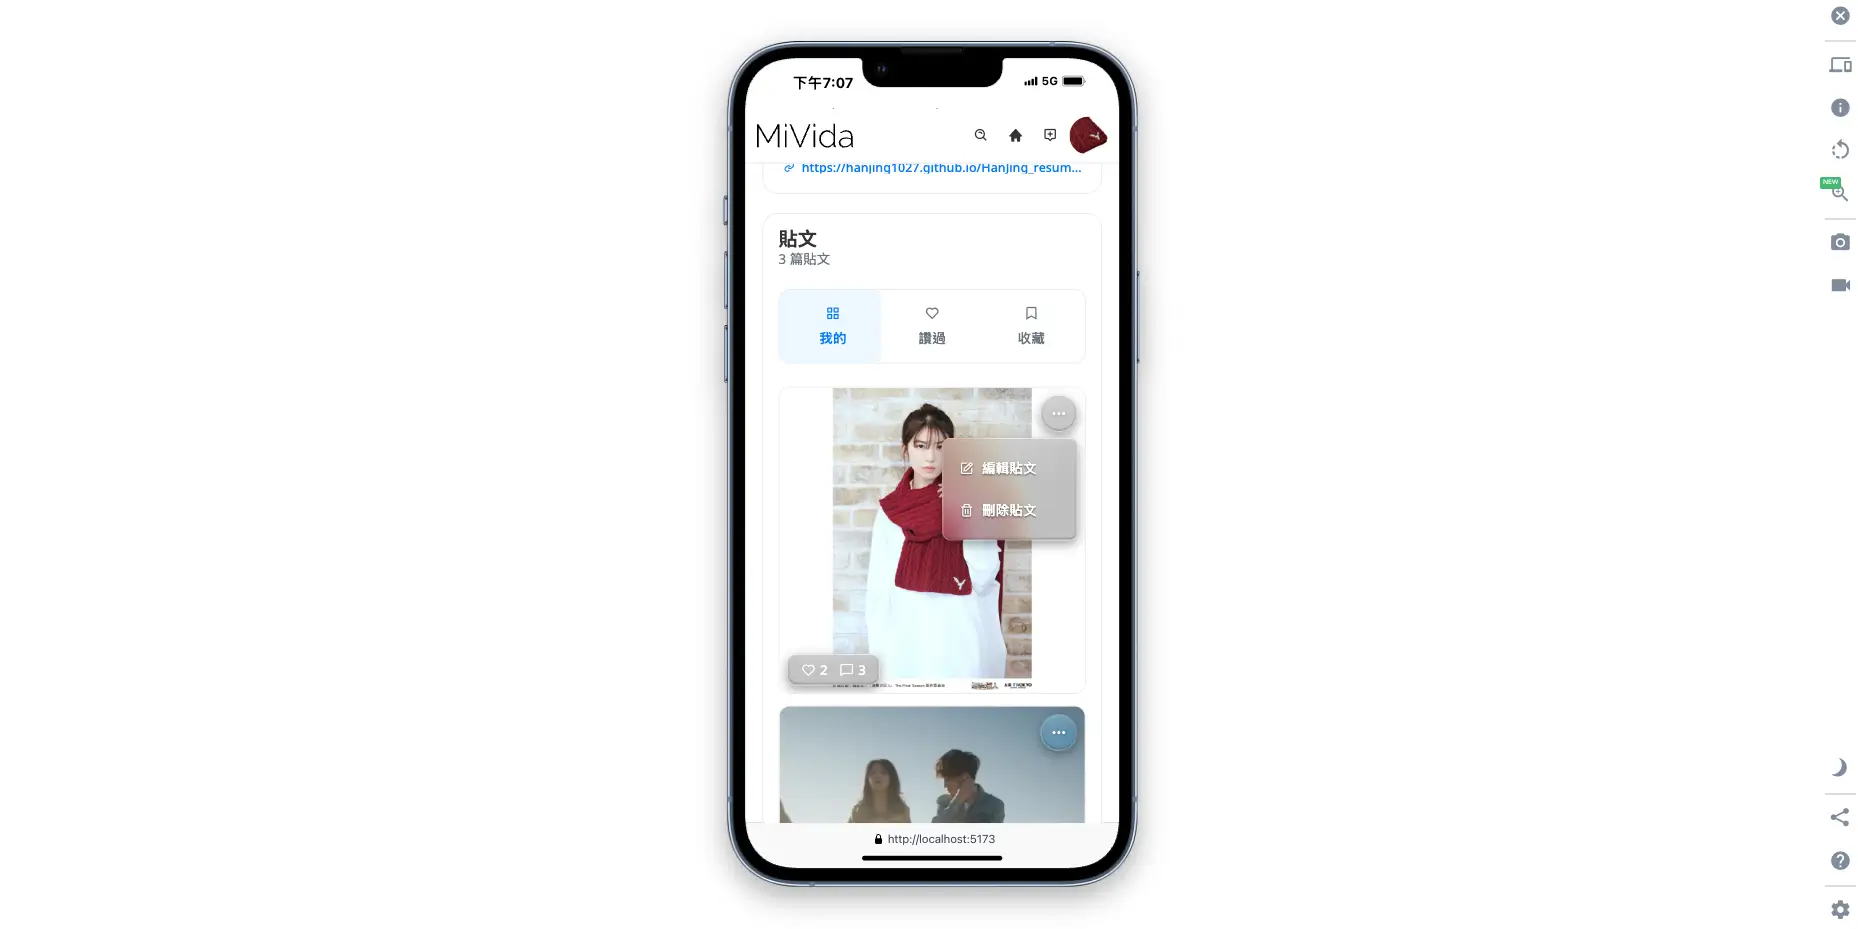 下午7:07
5G
MiVida
https://hanjing1027.github.io/HanJing_resum...
NEW
貼文
3 篇貼文
我的
讚過
收藏
編輯貼文
刪除貼文
2 3
http://localhost:5173